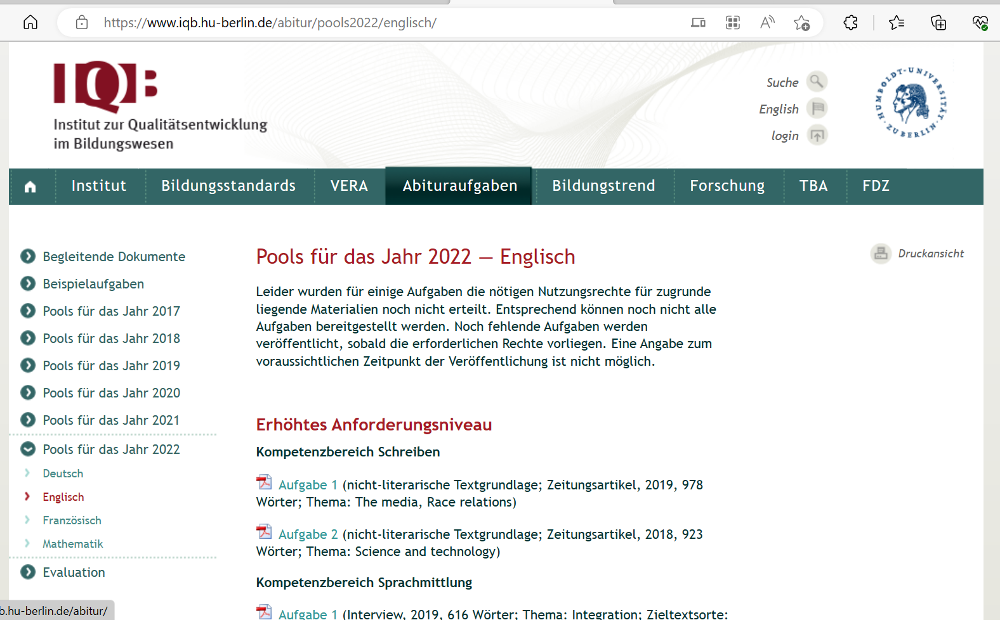 https://www.iqb.hu-berlin.de/abitur/pools2022/englisch/
IQB
Institut zur Qualitätsentwicklung
im Bildungswesen
Suche
English
login
HUMBOLDT-UNIVERSITÄT
ZU BERLIN
Institut
Bildungsstandards
VERA
Abituraufgaben
Bildungstrend
Forschung
TBA
FDZ
Begleitende Dokumente
Beispielaufgaben
Pools für das Jahr 2017
Pools für das Jahr 2018
Pools für das Jahr 2019
Pools für das Jahr 2020
Pools für das Jahr 2021
Pools für das Jahr 2022
Deutsch
Englisch
Französisch
Mathematik
Evaluation
Pools für das Jahr 2022 — Englisch
Druckansicht
Leider wurden für einige Aufgaben die nötigen Nutzungsrechte für zugrunde
liegende Materialien noch nicht erteilt. Entsprechend können noch nicht alle
Aufgaben bereitgestellt werden. Noch fehlende Aufgaben werden
veröffentlicht, sobald die erforderlichen Rechte vorliegen. Eine Angabe zum
voraussichtlichen Zeitpunkt der Veröffentlichung ist nicht möglich.
Erhöhtes Anforderungsniveau
Kompetenzbereich Schreiben
Aufgabe 1 (nicht-literarische Textgrundlage; Zeitungsartikel, 2019, 978
Wörter; Thema: The media, Race relations)
Aufgabe 2 (nicht-literarische Textgrundlage; Zeitungsartikel, 2018, 923
Wörter; Thema: Science and technology)
Kompetenzbereich Sprachmittlung
Aufgabe 1 (Interview, 2019, 616 Wörter; Thema: Integration; Zieltextsorte:
b.hu-berlin.de/abitur/